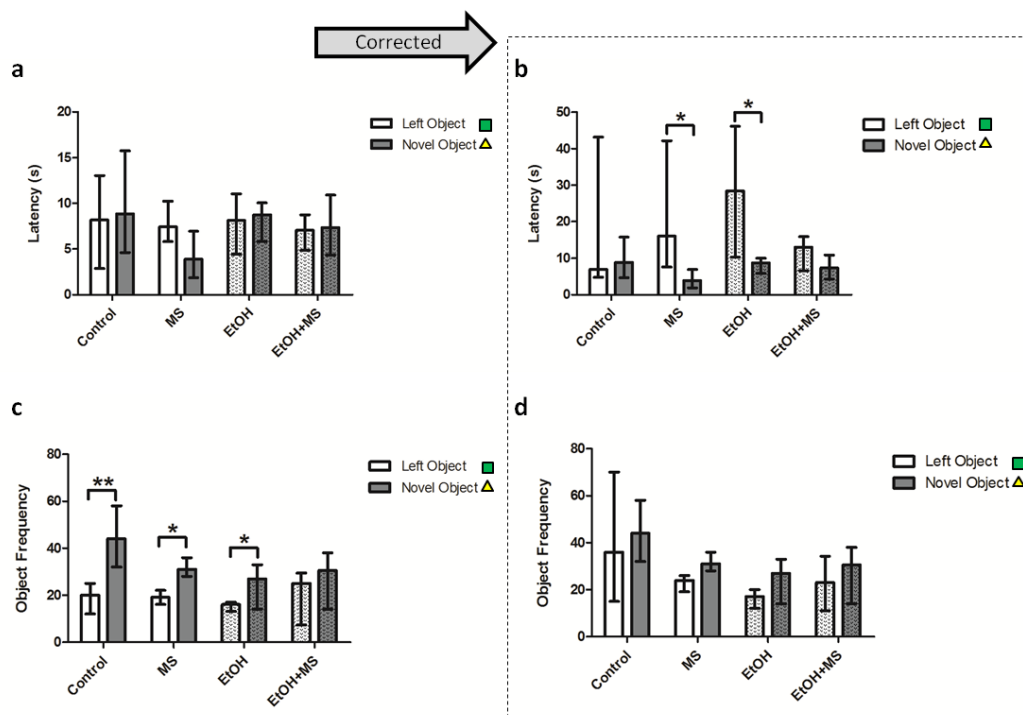 Corrected
a
20
15
10
5
0
Latency (s)
Left Object
Novel Object
Control
MS
EtOH
EtOH+MS
b
50
40
30
20
10
0
Latency (s)
*
*
Left Object
Novel Object
Control
MS
EtOH
EtOH+MS
c
80
60
40
20
0
Object Frequency
**
*
*
Left Object
Novel Object
Control
MS
EtOH
EtOH+MS
d
80
60
40
20
0
Object Frequency
Left Object
Novel Object
Control
MS
EtOH
EtOH+MS